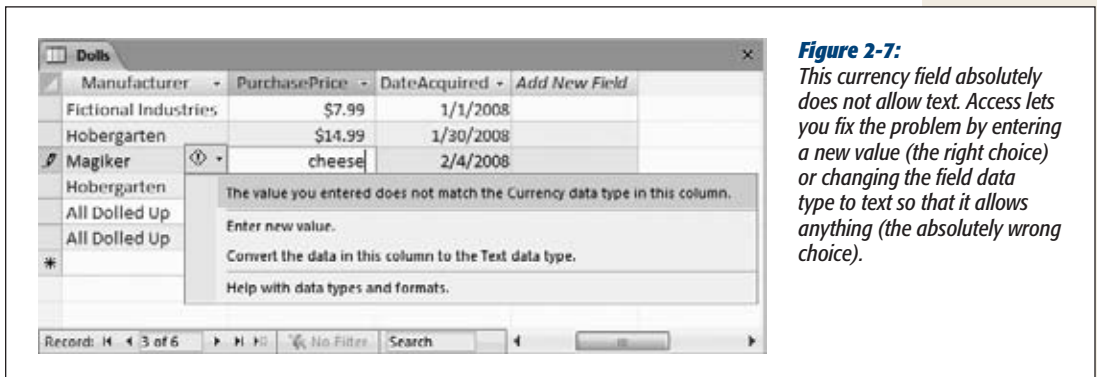 Dolls
Manufacturer PurchasePrice DateAcquired Add New Field
Fictional Industries $7.99 1/1/2008
Hobergarten $14.99 1/30/2008
Magiker cheese 2/4/2008
Hobergarten
The value you entered does not match the Currency data type in this column.
All Dolled Up
Enter new value.
All Dolled Up
Convert the data in this column to the Text data type.
Help with data types and formats.
Record: 3 of 6 No Filter Search
Figure 2-7:
This currency field absolutely
does not allow text. Access lets
you fix the problem by entering
a new value (the right choice)
or changing the field data
type to text so that it allows
anything (the absolutely wrong
choice).